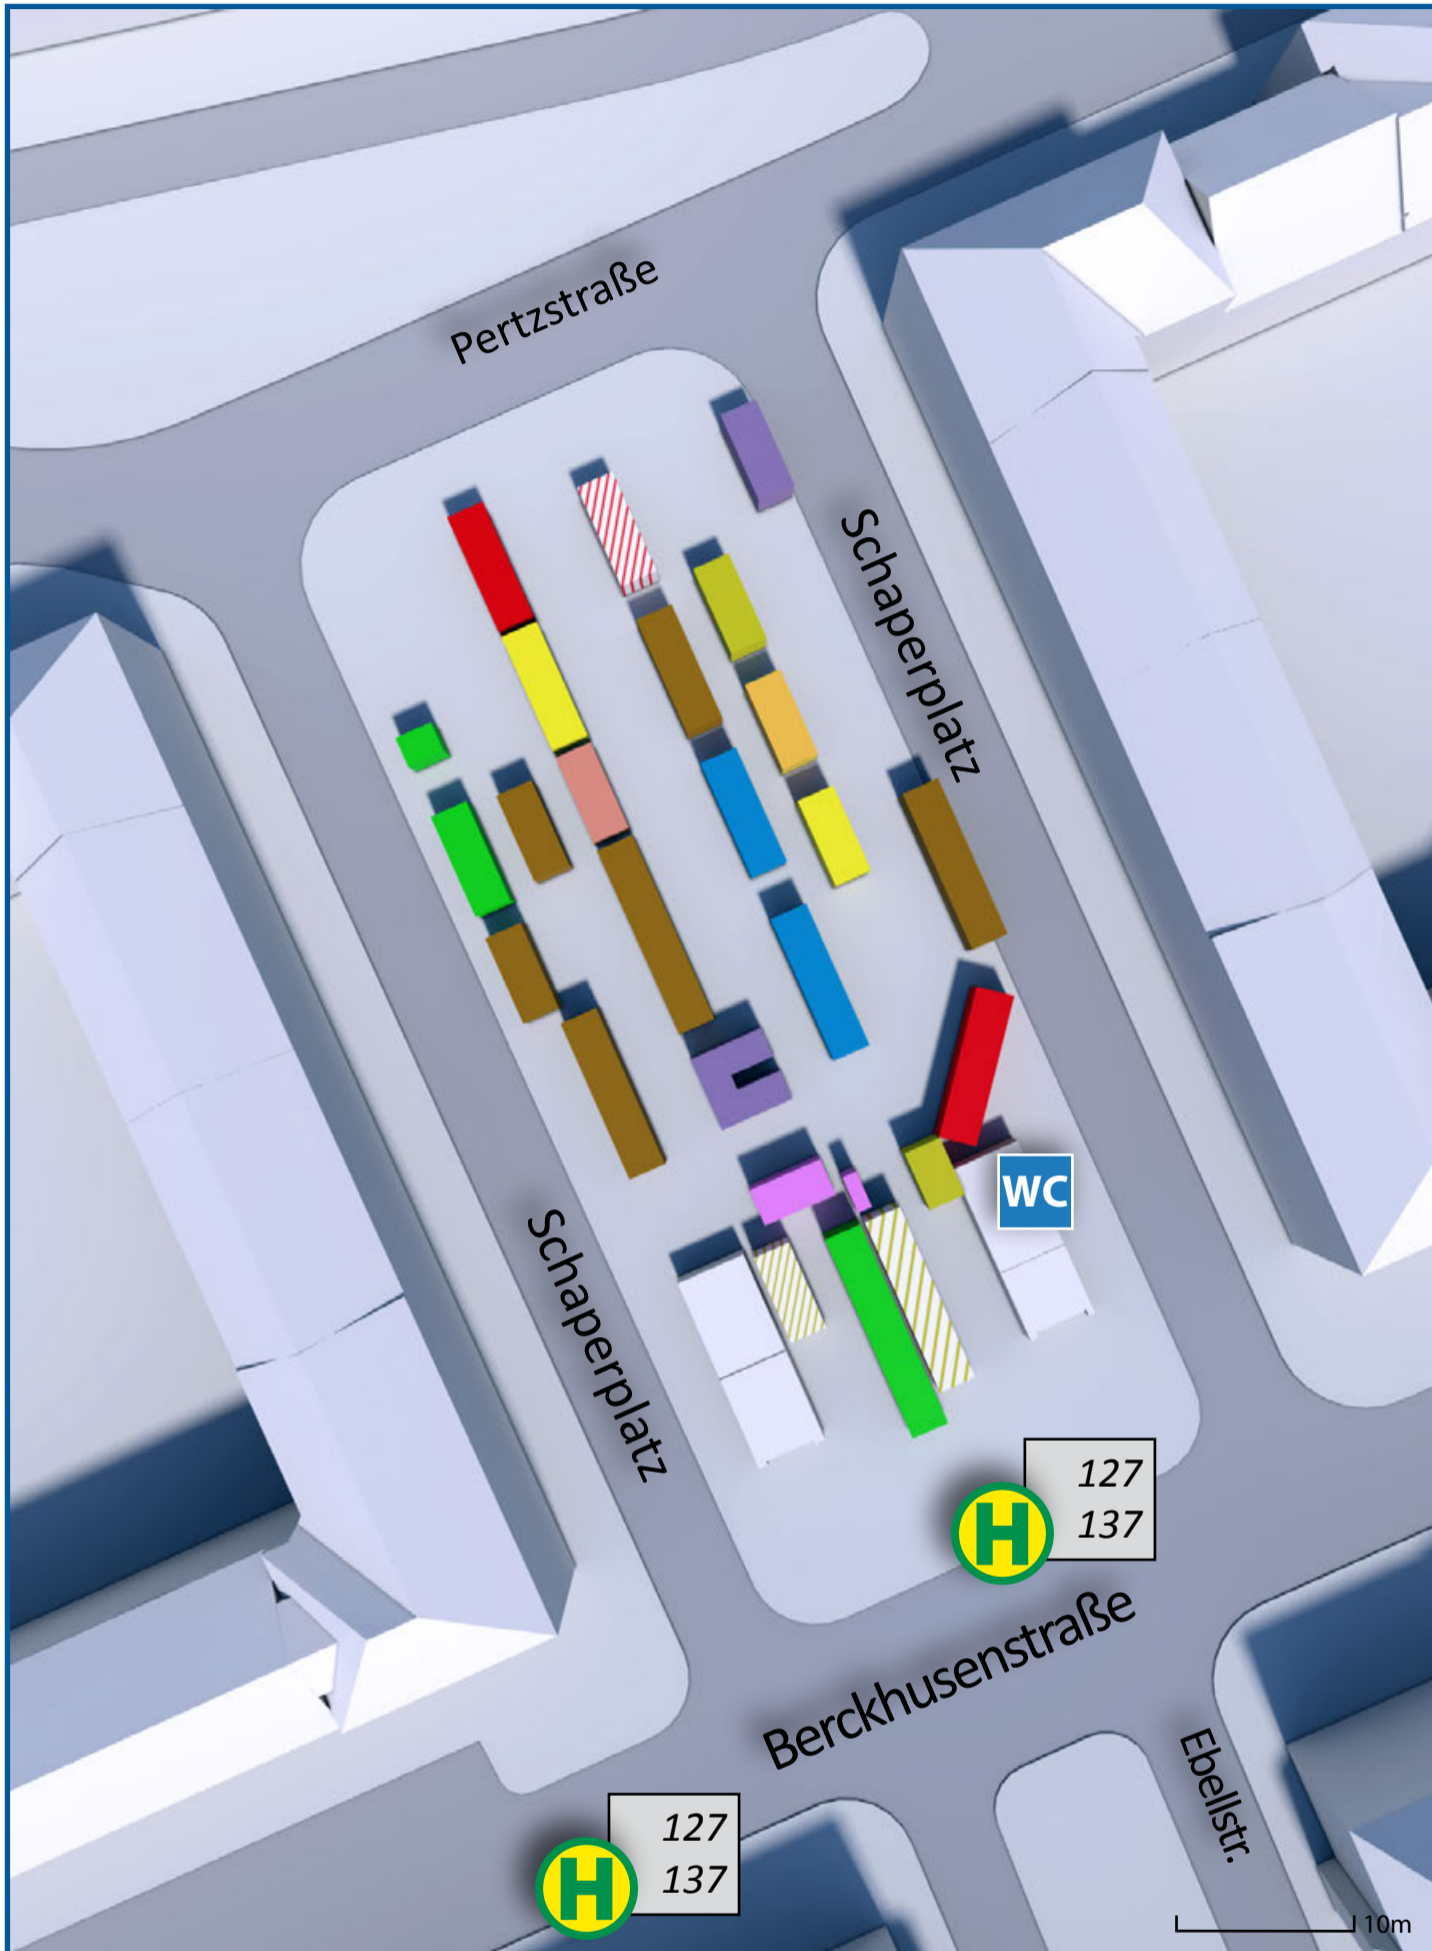 Pertzstraße
Schaperplatz
WC
Schaperplatz
127
137
H
Berckhusenstraße
Ebellstr.
127
137
H
10m